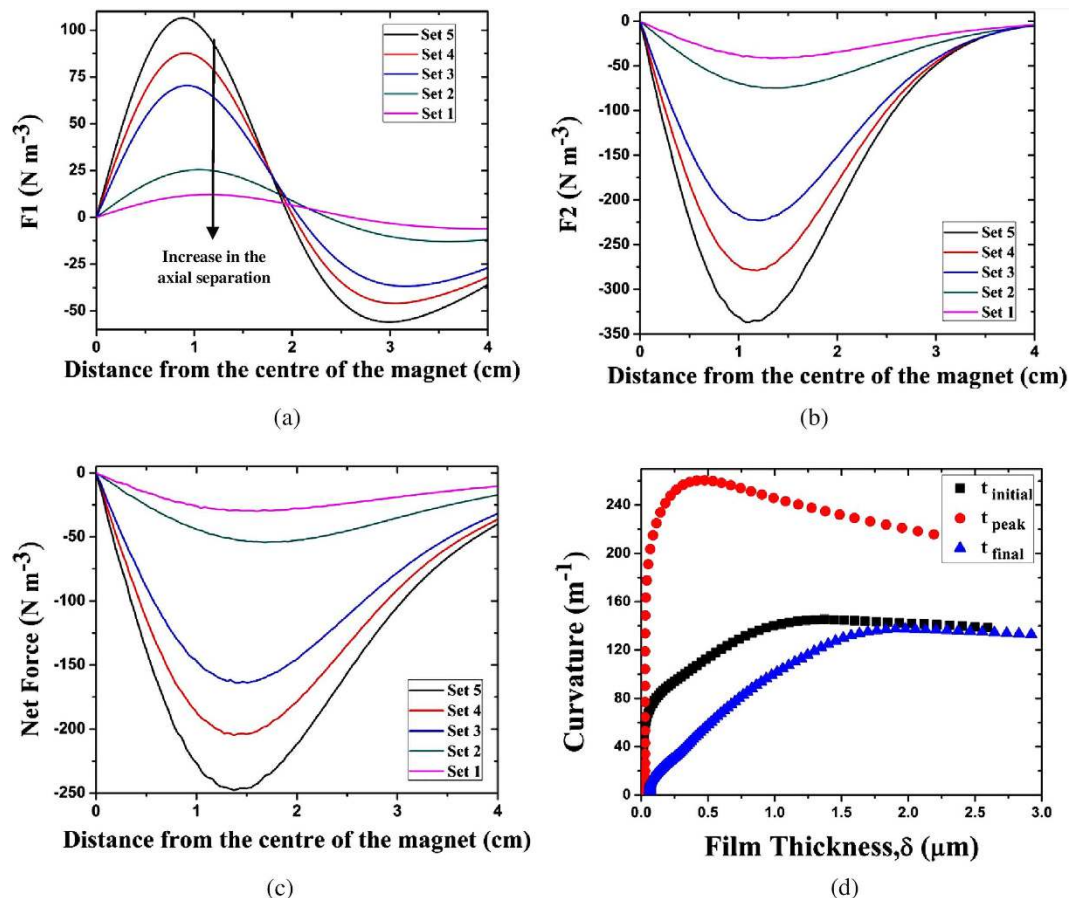 F1 (N m⁻³)
100
75
50
25
0
-25
-50
Set 5
Set 4
Set 3
Set 2
Set 1
Increase in the
axial separation
0 1 2 3 4
Distance from the centre of the magnet (cm)
(a)
F2 (N m⁻³)
0
-50
-100
-150
-200
-250
-300
-350
Set 5
Set 4
Set 3
Set 2
Set 1
0 1 2 3 4
Distance from the centre of the magnet (cm)
(b)
Net Force (N m⁻³)
0
-50
-100
-150
-200
-250
Set 5
Set 4
Set 3
Set 2
Set 1
0 1 2 3 4
Distance from the centre of the magnet (cm)
(c)
Curvature (m⁻¹)
240
200
160
120
80
40
0
t initial
t peak
t final
0.0 0.5 1.0 1.5 2.0 2.5 3.0
Film Thickness,δ (μm)
(d)